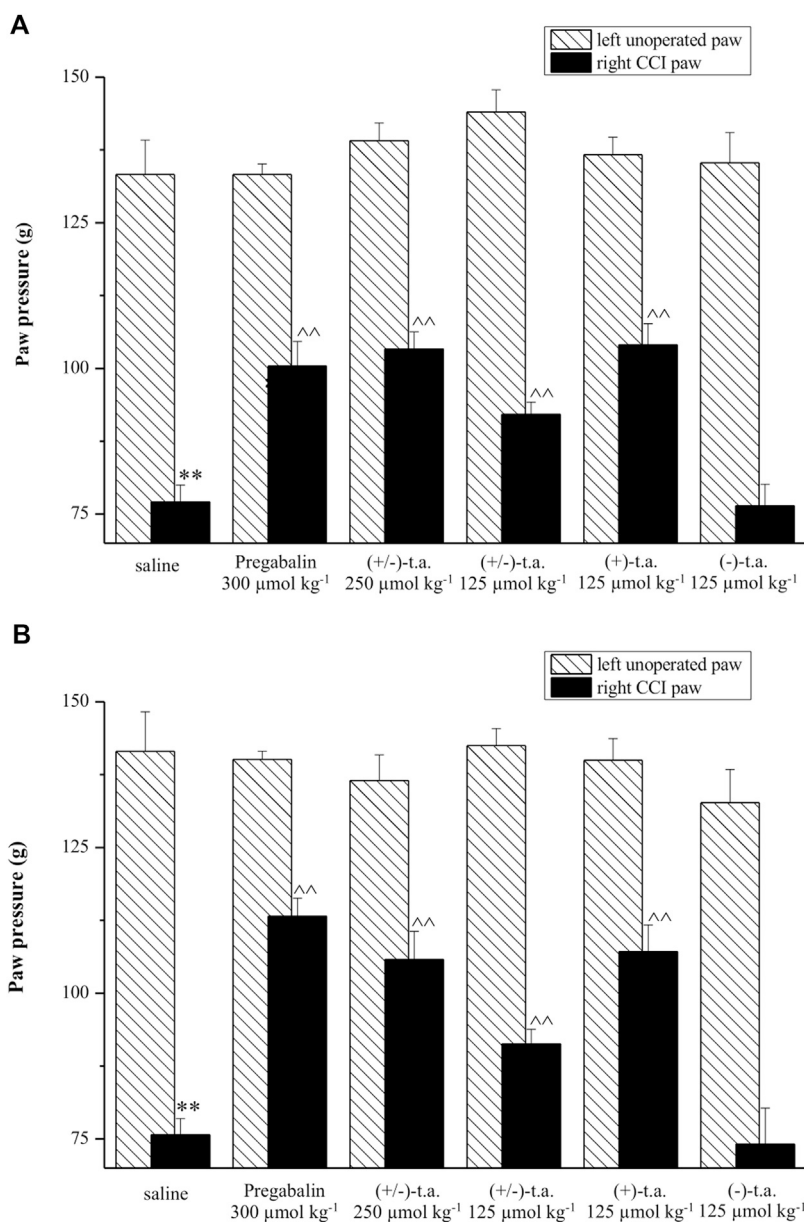 A
left unoperated paw
right CCI paw
150
125
100
75
Paw pressure (g)
**
^^
^^
^^
^^
saline
Pregabalin
300 µmol kg-1
(+/-)-t.a.
250 µmol kg-1
(+/-)-t.a.
125 µmol kg-1
(+)-t.a.
125 µmol kg-1
(-)-t.a.
125 µmol kg-1
B
left unoperated paw
right CCI paw
150
125
100
75
Paw pressure (g)
**
^^
^^
^^
^^
saline
Pregabalin
300 µmol kg-1
(+/-)-t.a.
250 µmol kg-1
(+/-)-t.a.
125 µmol kg-1
(+)-t.a.
125 µmol kg-1
(-)-t.a.
125 µmol kg-1